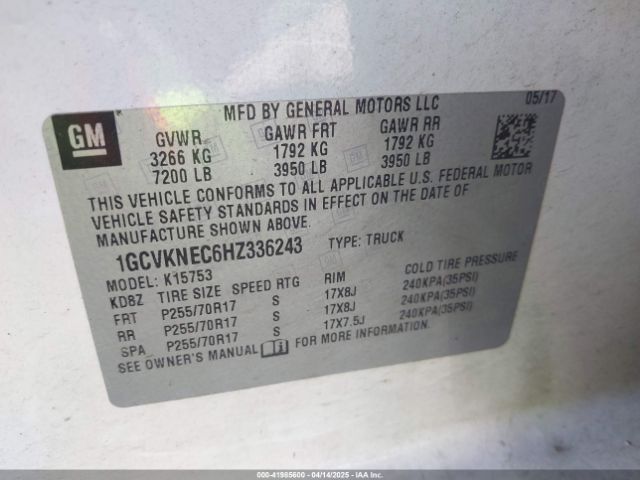 GM
MFD BY GENERAL MOTORS LLC 05/17
GVWR GAWR FRT GAWR RR
3266 KG 1792 KG 1792 KG
7200 LB 3950 LB 3950 LB
THIS VEHICLE CONFORMS TO ALL APPLICABLE U.S. FEDERAL MOTOR
VEHICLE SAFETY STANDARDS IN EFFECT ON THE DATE OF
MANUFACTURE SHOWN ABOVE.
1GCVKNEC6HZ336243 TYPE: TRUCK
MODEL: K15753
KD8Z TIRE SIZE SPEED RTG RIM COLD TIRE PRESSURE
FRT P255/70R17 S 17X8J 240KPA(35PSI)
RR P255/70R17 S 17X8J 240KPA(35PSI)
SPA P255/70R17 S 17X7.5J 240KPA(35PSI)
SEE OWNER'S MANUAL FOR MORE INFORMATION.
000-41985600 - 04/14/2025 - IAA Inc.